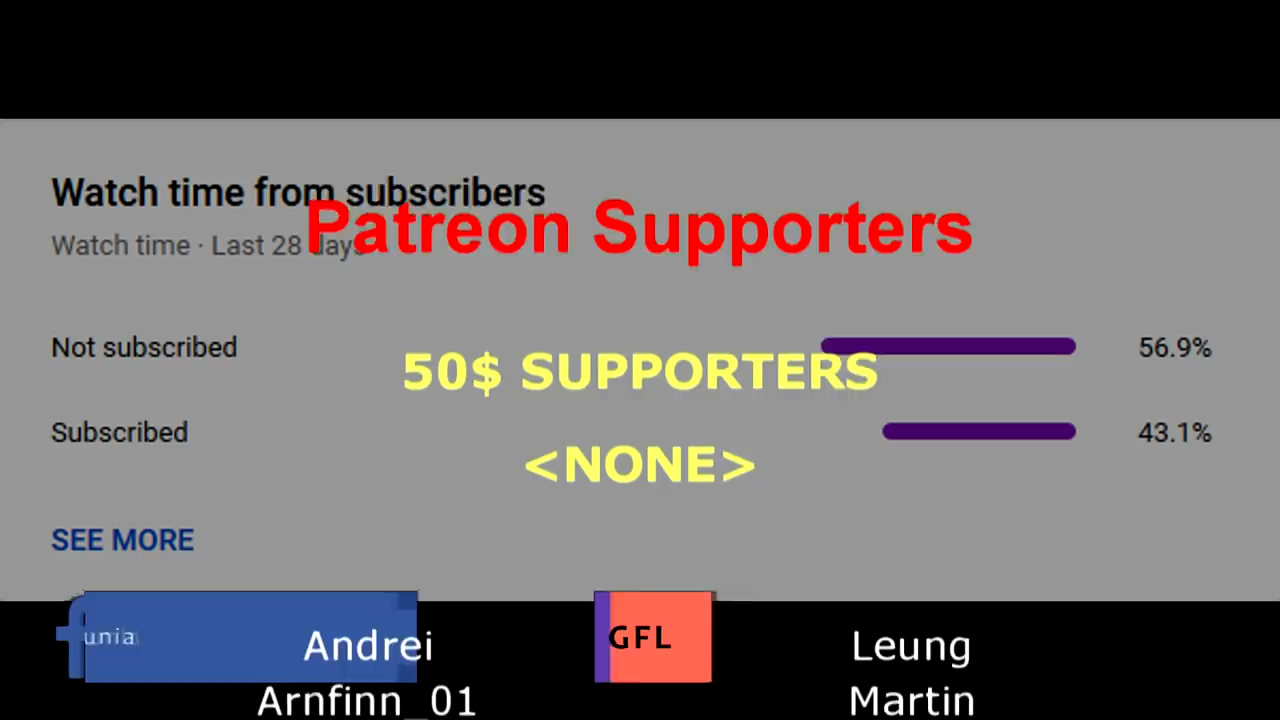 Watch time from subscribers
Patreon Supporters
Watch time · Last 28 days
Not subscribed
56.9%
50$ SUPPORTERS
Subscribed
43.1%
<NONE>
SEE MORE
unia
GFL
Andrei
Leung
Arnfinn_01
Martin